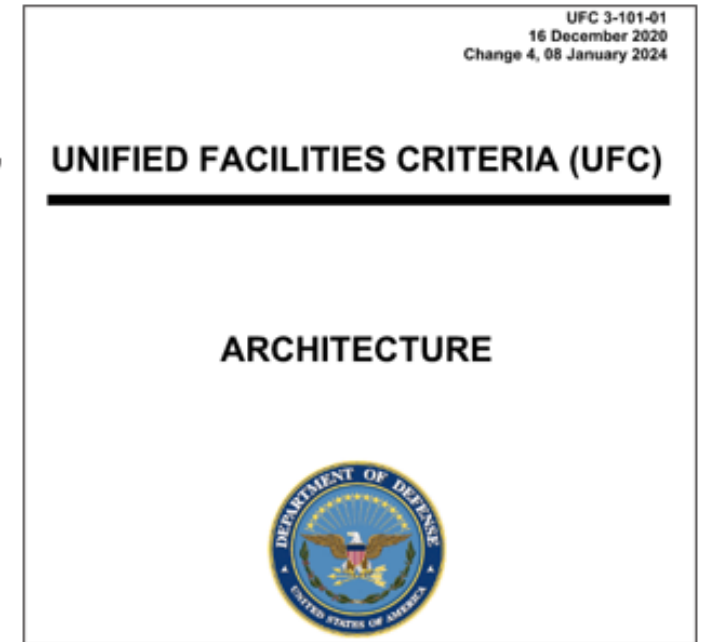 UFC 3-101-01
16 December 2020
Change 4, 08 January 2024
UNIFIED FACILITIES CRITERIA (UFC)
ARCHITECTURE
DEPARTMENT OF DEFENSE
UNITED STATES OF AMERICA